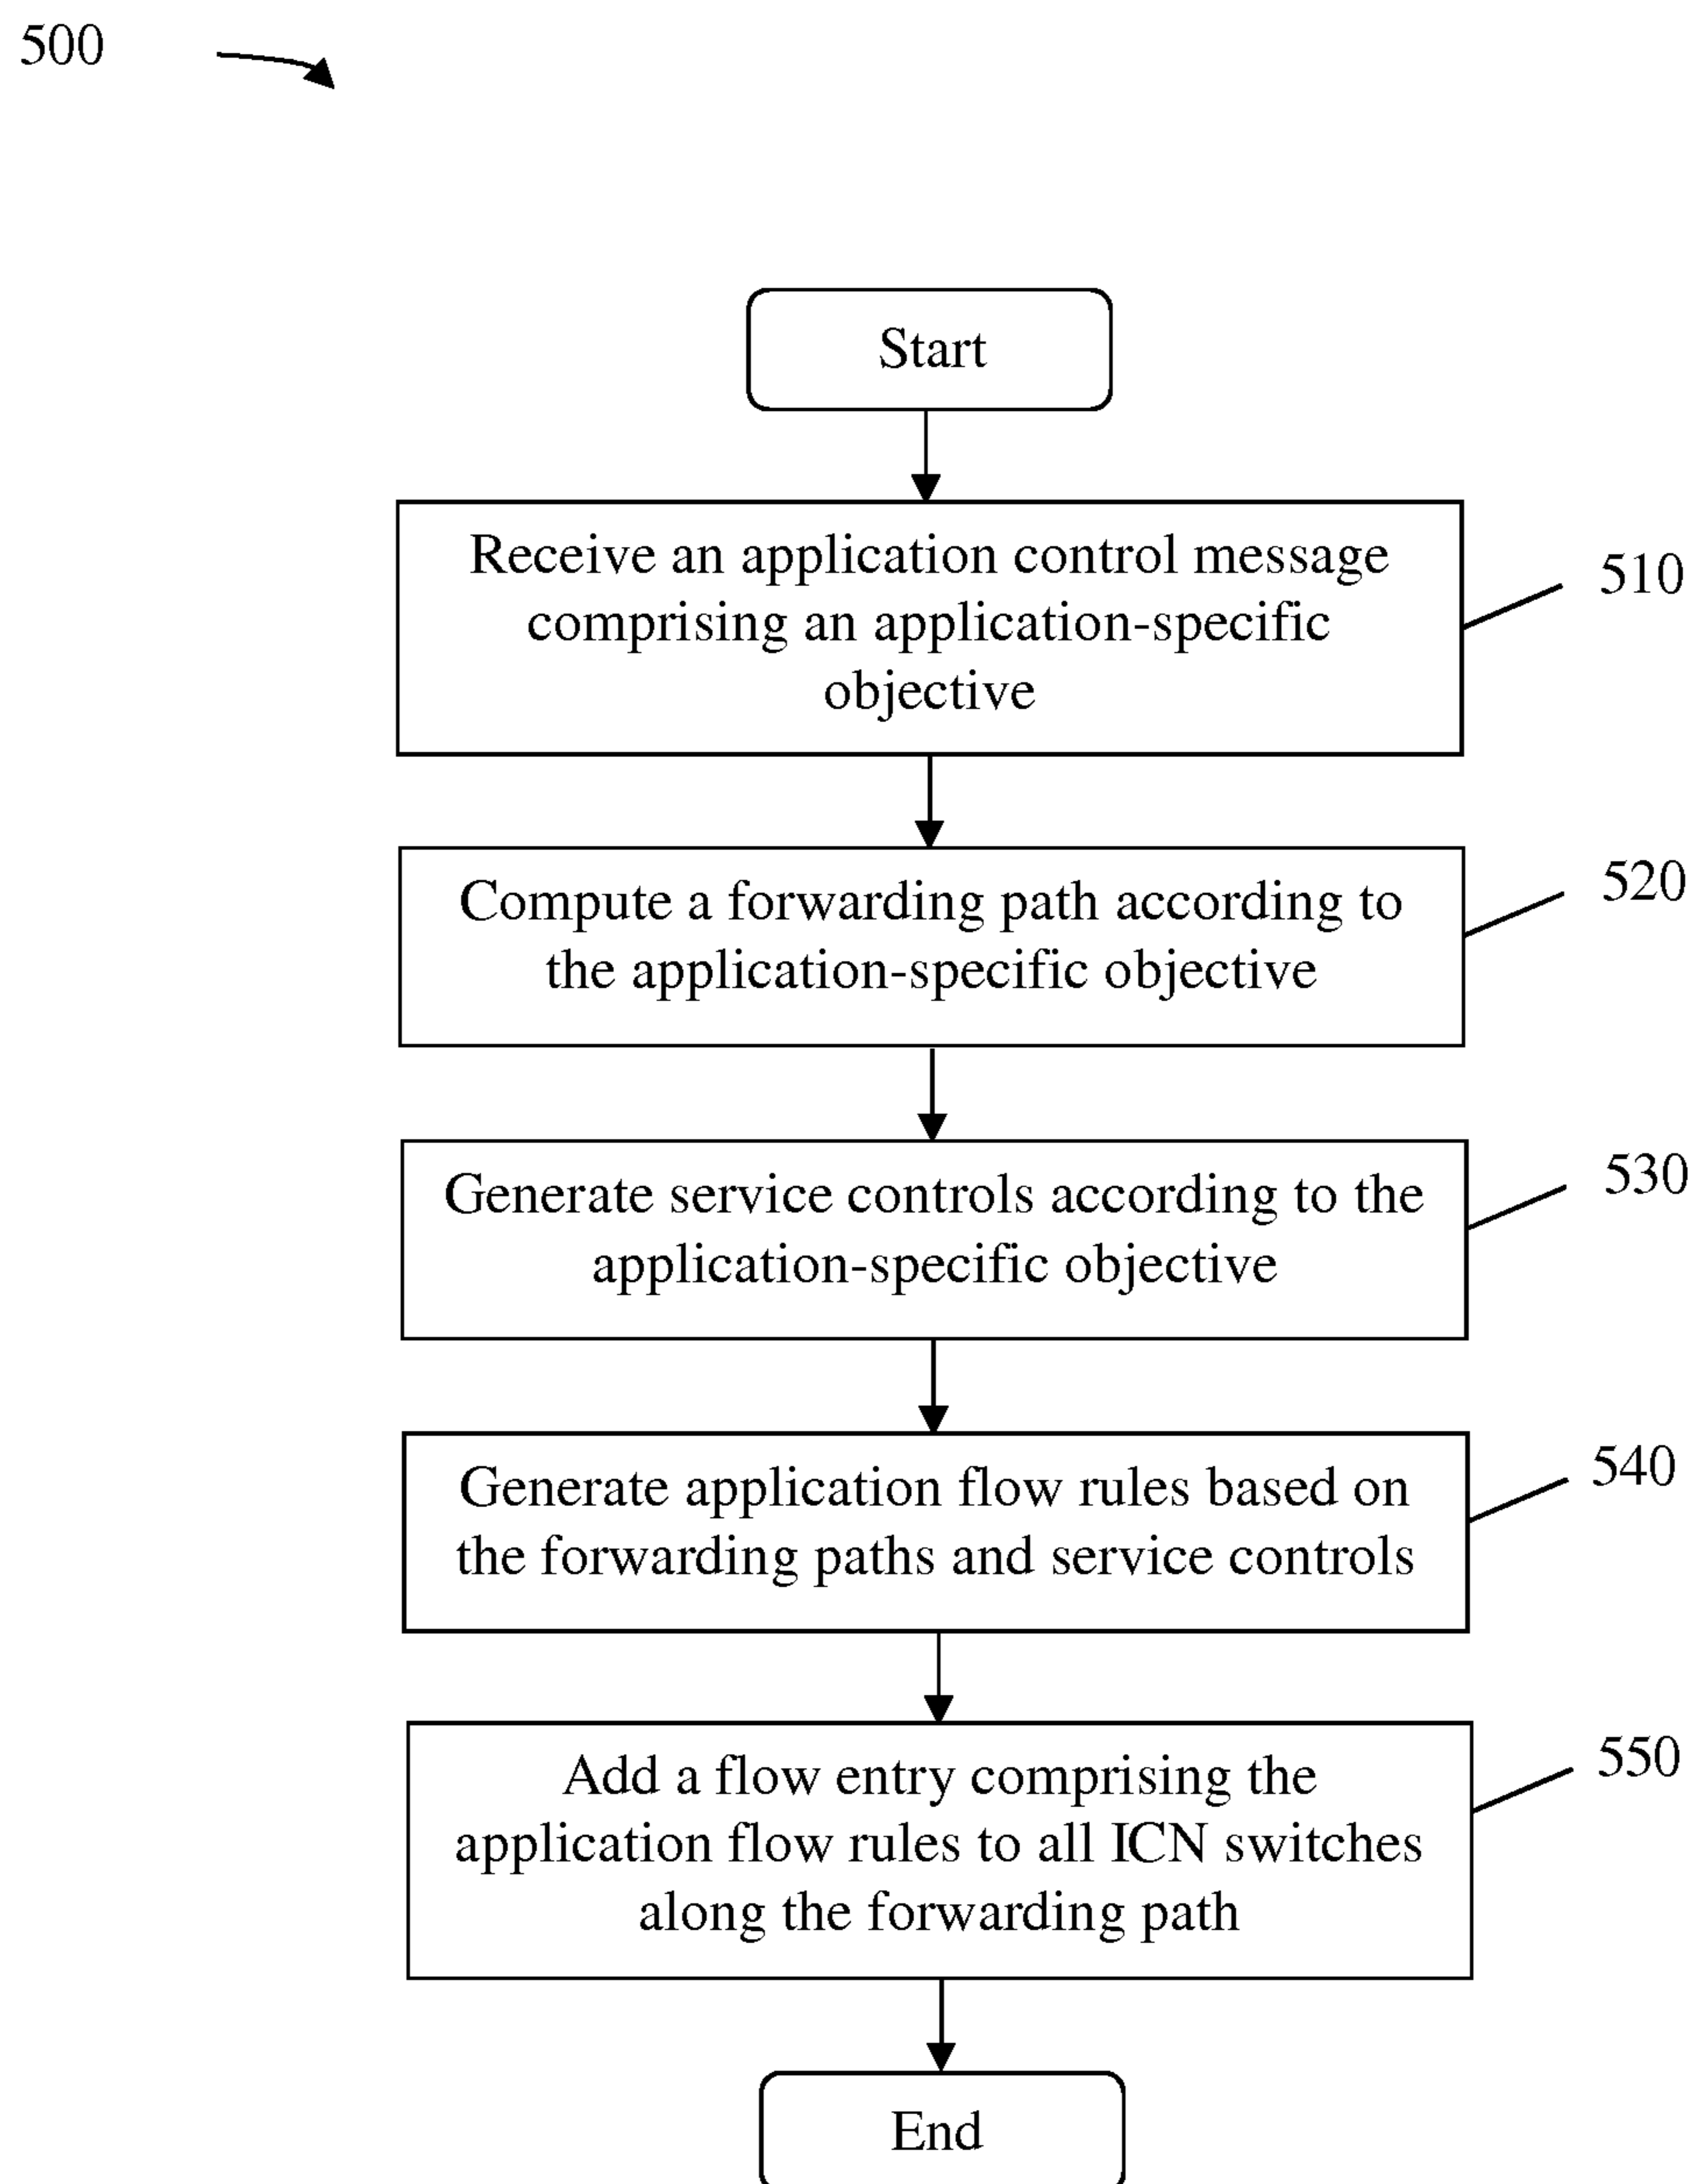 500
Start
Receive an application control message
comprising an application-specific
objective
510
Compute a forwarding path according to
the application-specific objective
520
Generate service controls according to the
application-specific objective
530
Generate application flow rules based on
the forwarding paths and service controls
540
Add a flow entry comprising the
application flow rules to all ICN switches
along the forwarding path
550
End